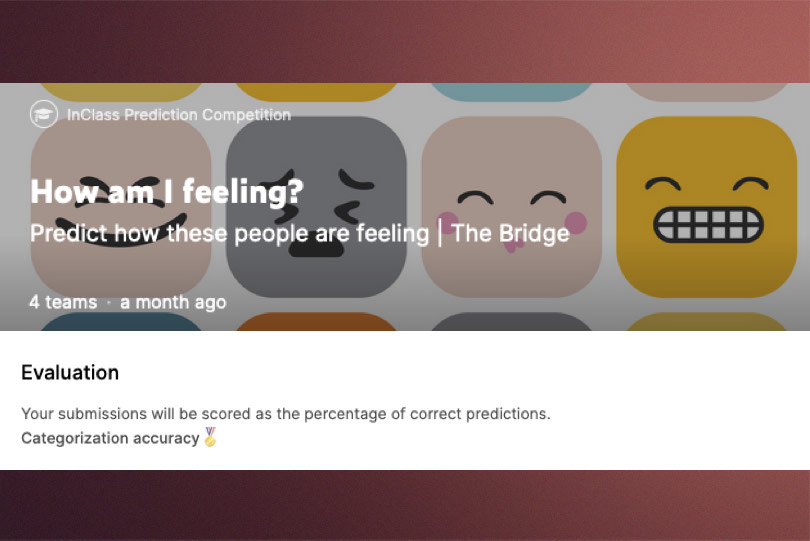 InClass Prediction Competition
How am I feeling?
Predict how these people are feeling | The Bridge
4 teams · a month ago
Evaluation
Your submissions will be scored as the percentage of correct predictions.
Categorization accuracy🏅